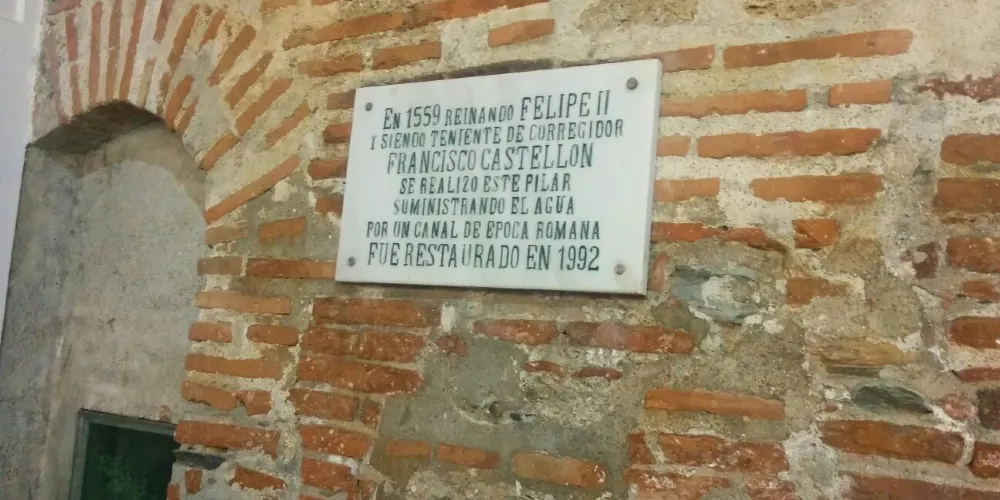 EN 1559 REINANDO FELIPE II
I SIENDO TENIENTE DE CORREGIDOR
FRANCISCO CASTELLON
SE REALIZO ESTE PILAR
SUMINISTRANDO EL AGUA
POR UN CANAL DE EPOCA ROMANA
FUE RESTAURADO EN 1992